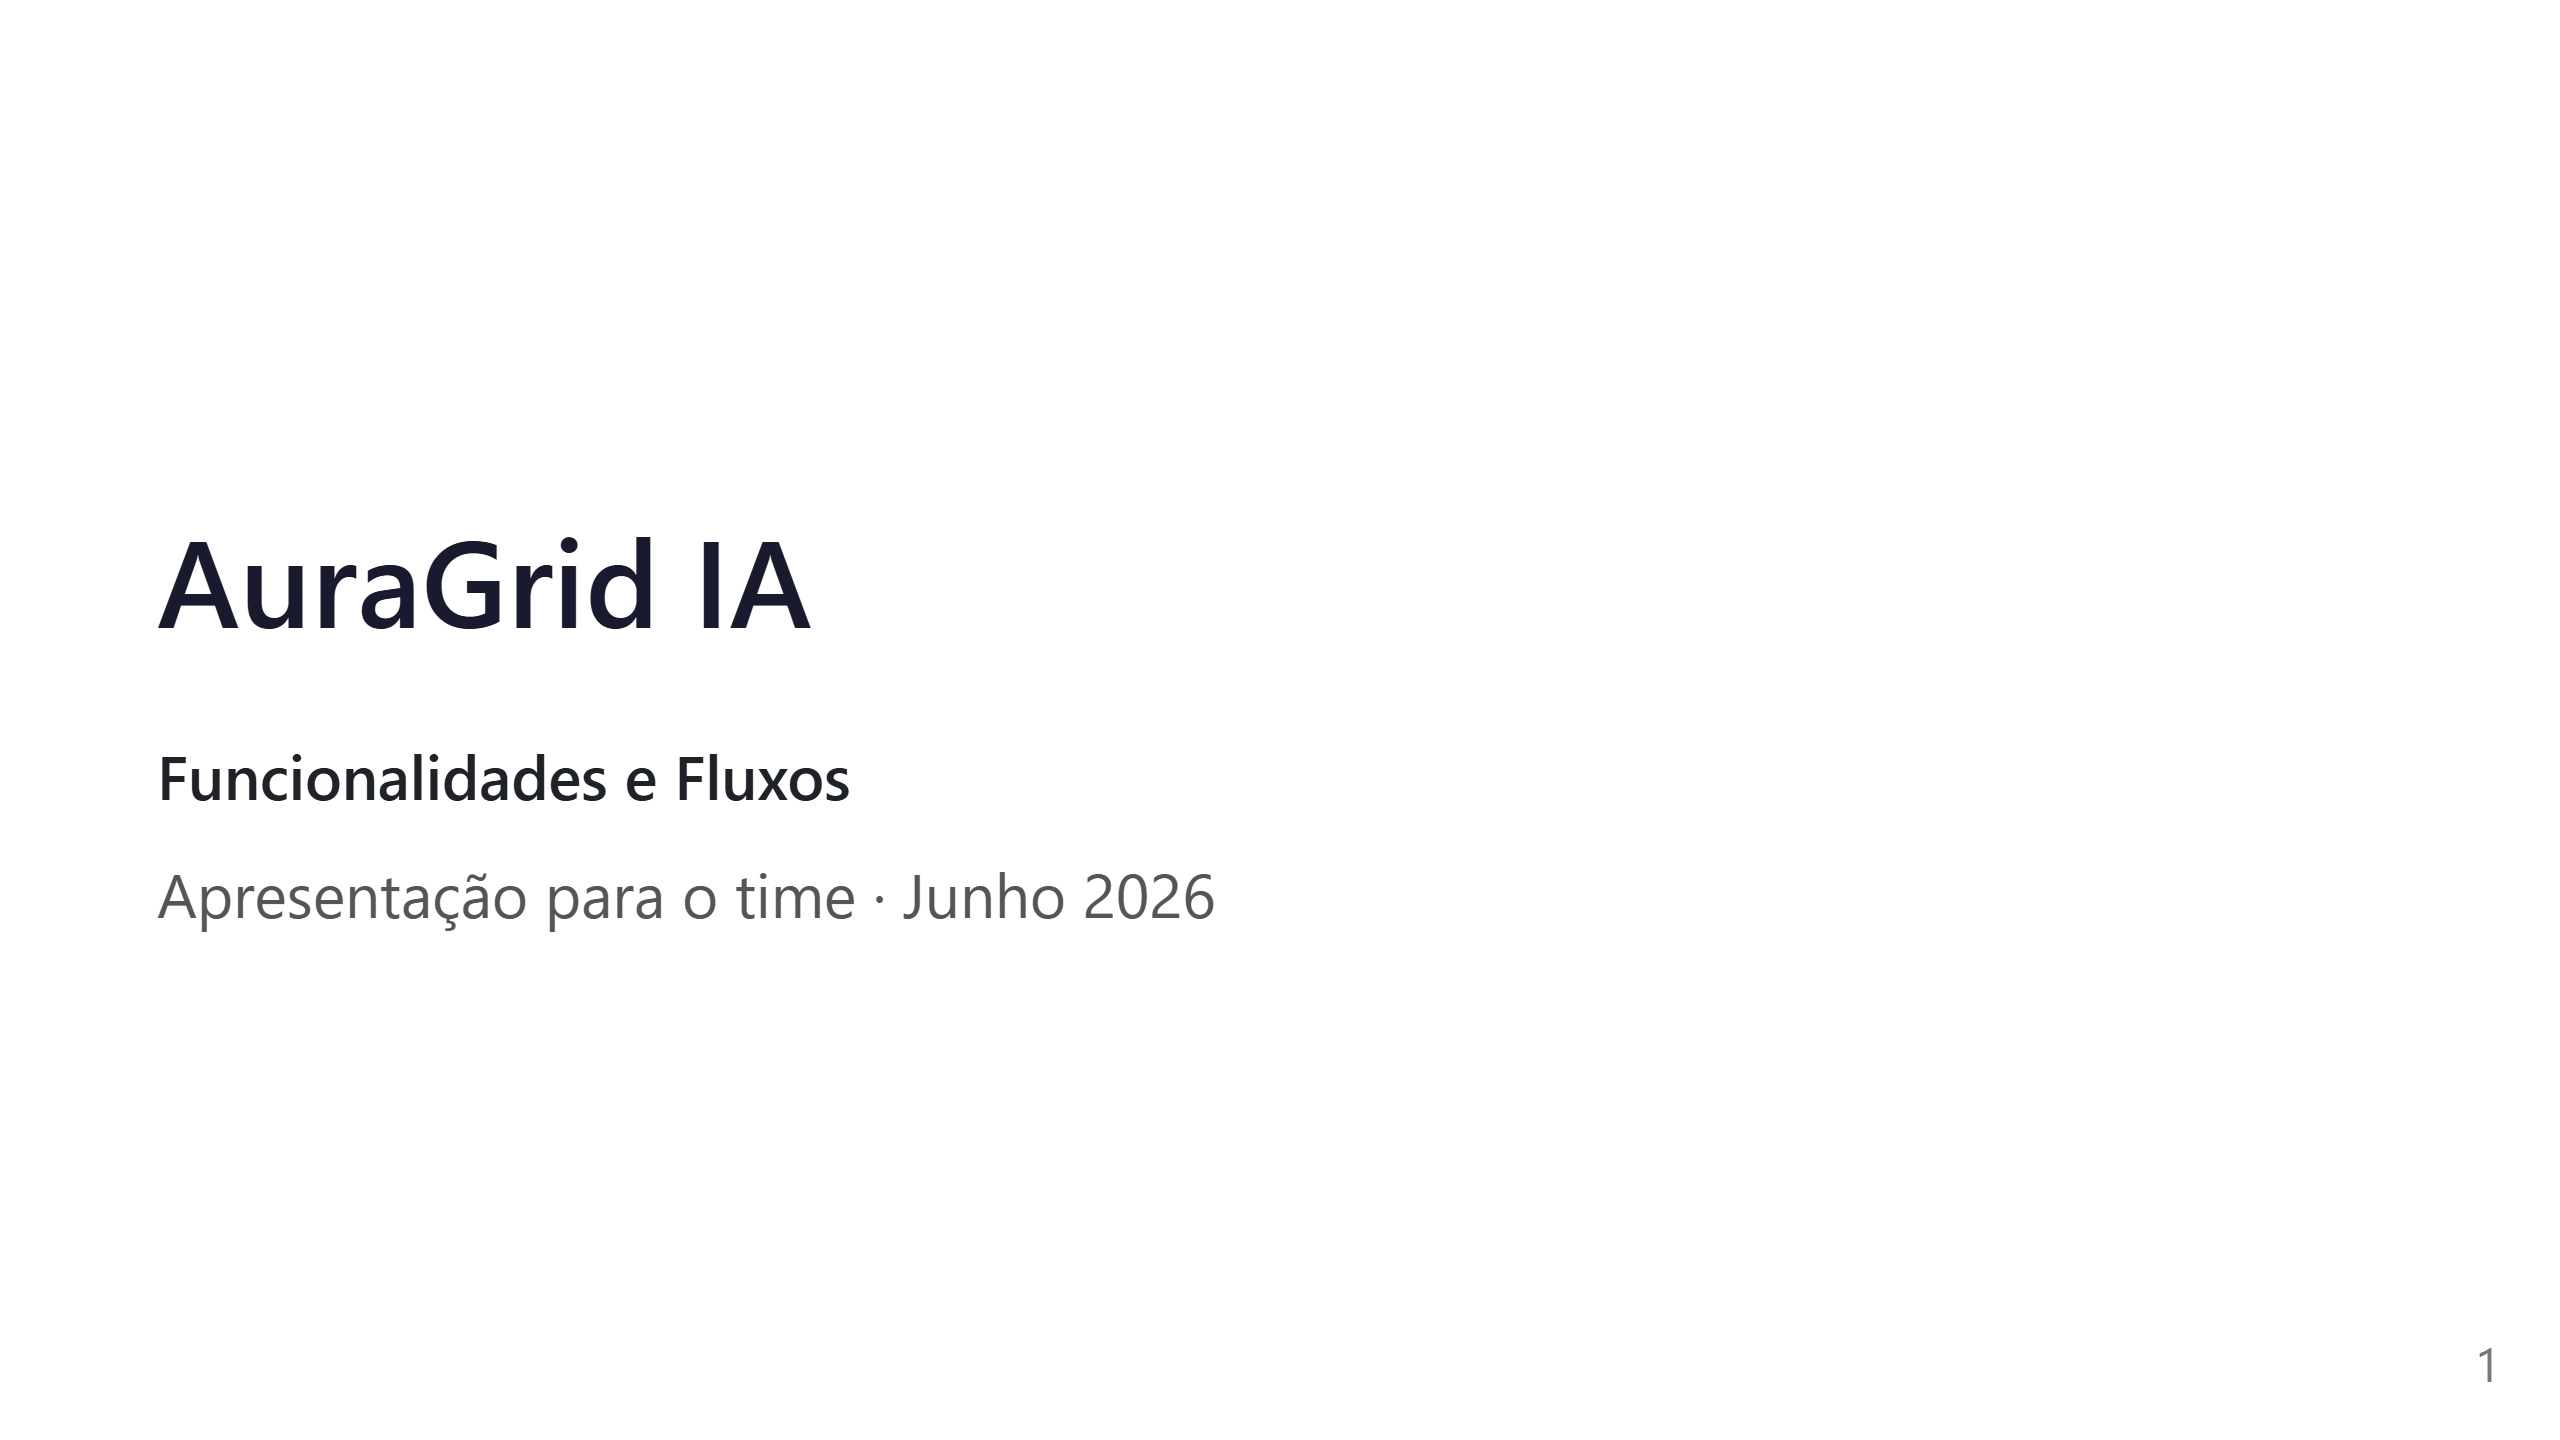 AuraGrid IA
Funcionalidades e Fluxos
Apresentação para o time · Junho 2026
1